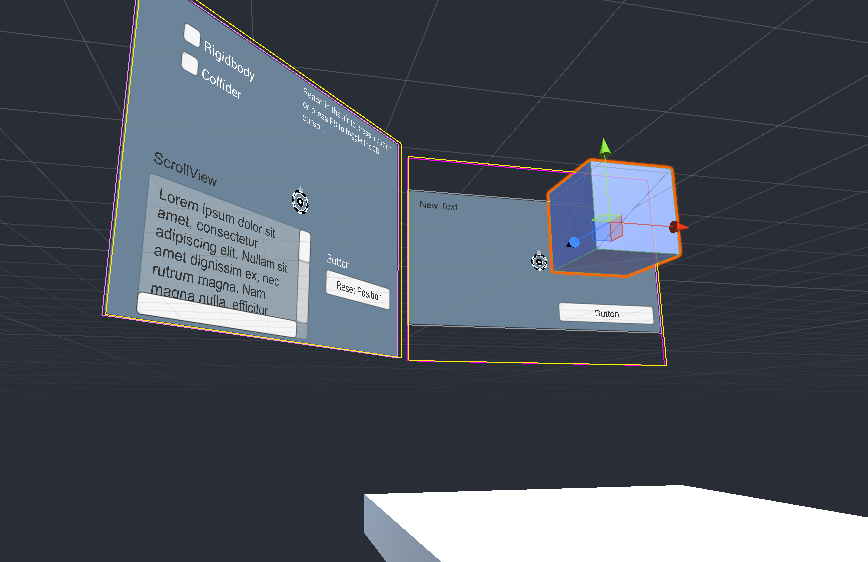 Rigidbody
Collider
ScrollView
Lorem ipsum dolor sit
amet, consectetur
adipiscing elit. Nullam sit
amet dignissim ex, nec
rutrum magna. Nam
magna nulla, efficitur
Button
Reset Position
New Text
Button